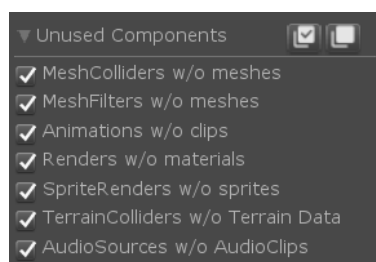 Unused Components
MeshColliders w/o meshes
MeshFilters w/o meshes
Animations w/o clips
Renders w/o materials
SpriteRenders w/o sprites
TerrainColliders w/o Terrain Data
AudioSources w/o AudioClips